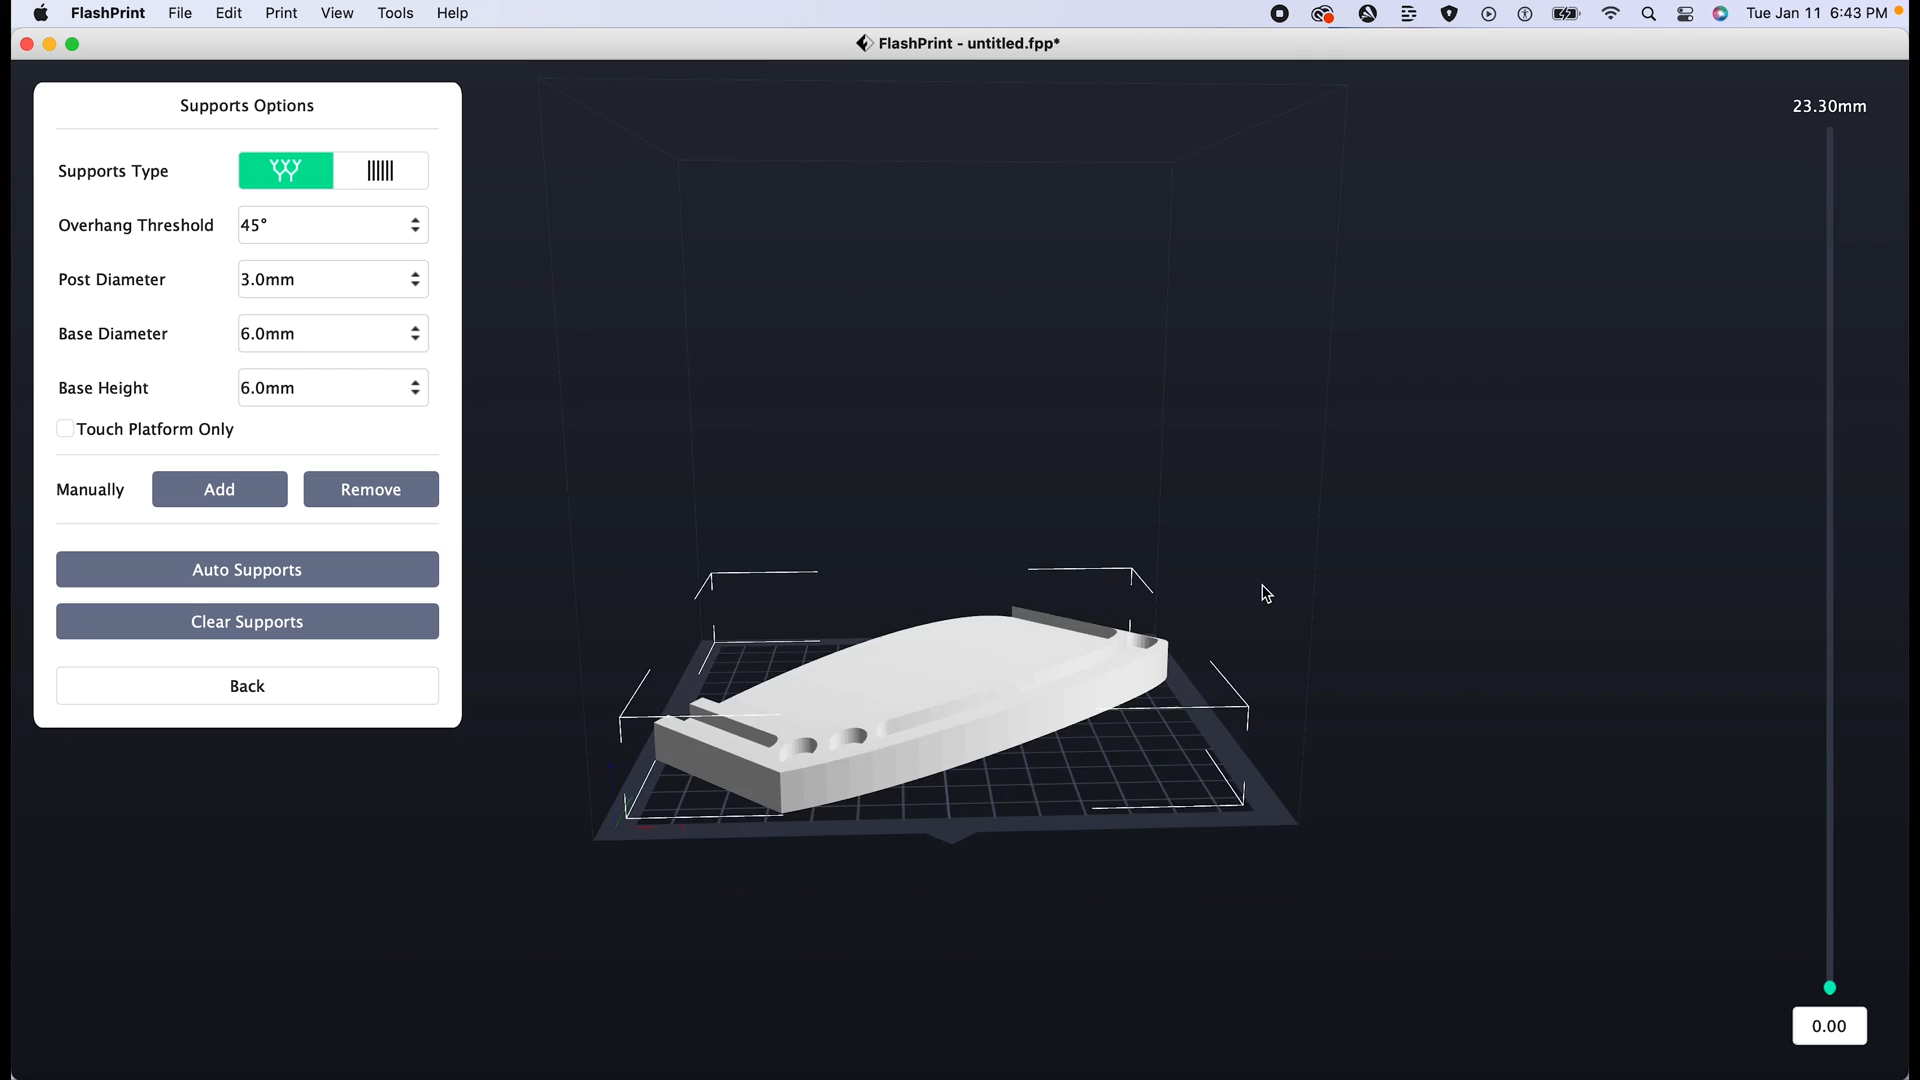 FlashPrint File Edit Print View Tools Help Tue Jan 11 6:43 PM
FlashPrint - untitled.fpp*
Supports Options
23.30mm
Supports Type
Overhang Threshold 45°
Post Diameter 3.0mm
Base Diameter 6.0mm
Base Height 6.0mm
Touch Platform Only
Manually Add Remove
Auto Supports
Clear Supports
Back
0.00